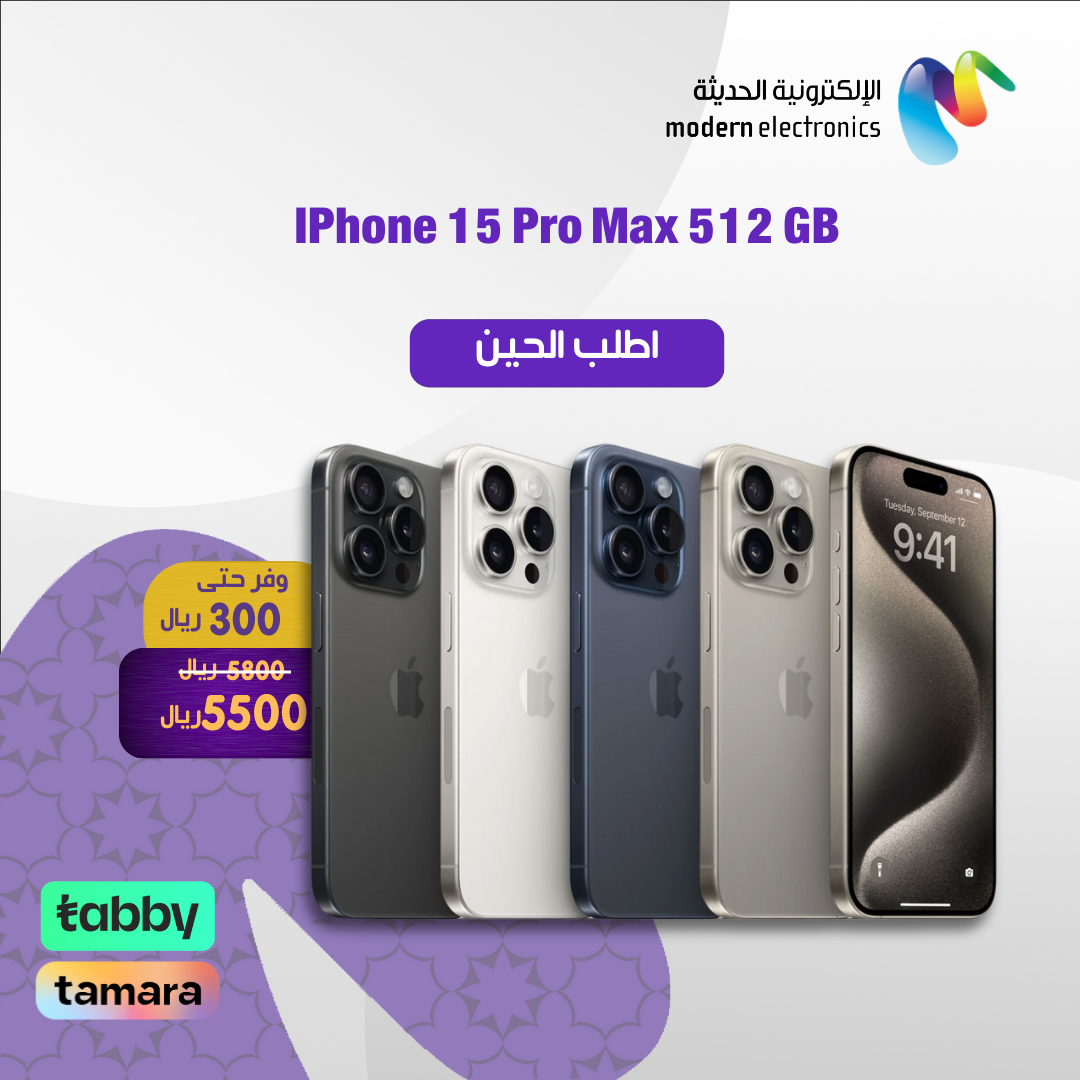 الإلكترونية الحديثة
modern electronics
IPhone 15 Pro Max 512 GB
اطلب الحين
Tuesday, September 12
9:41
وفر حتى
300 ريال
5800 ريال
5500ريال
tabby
tamara